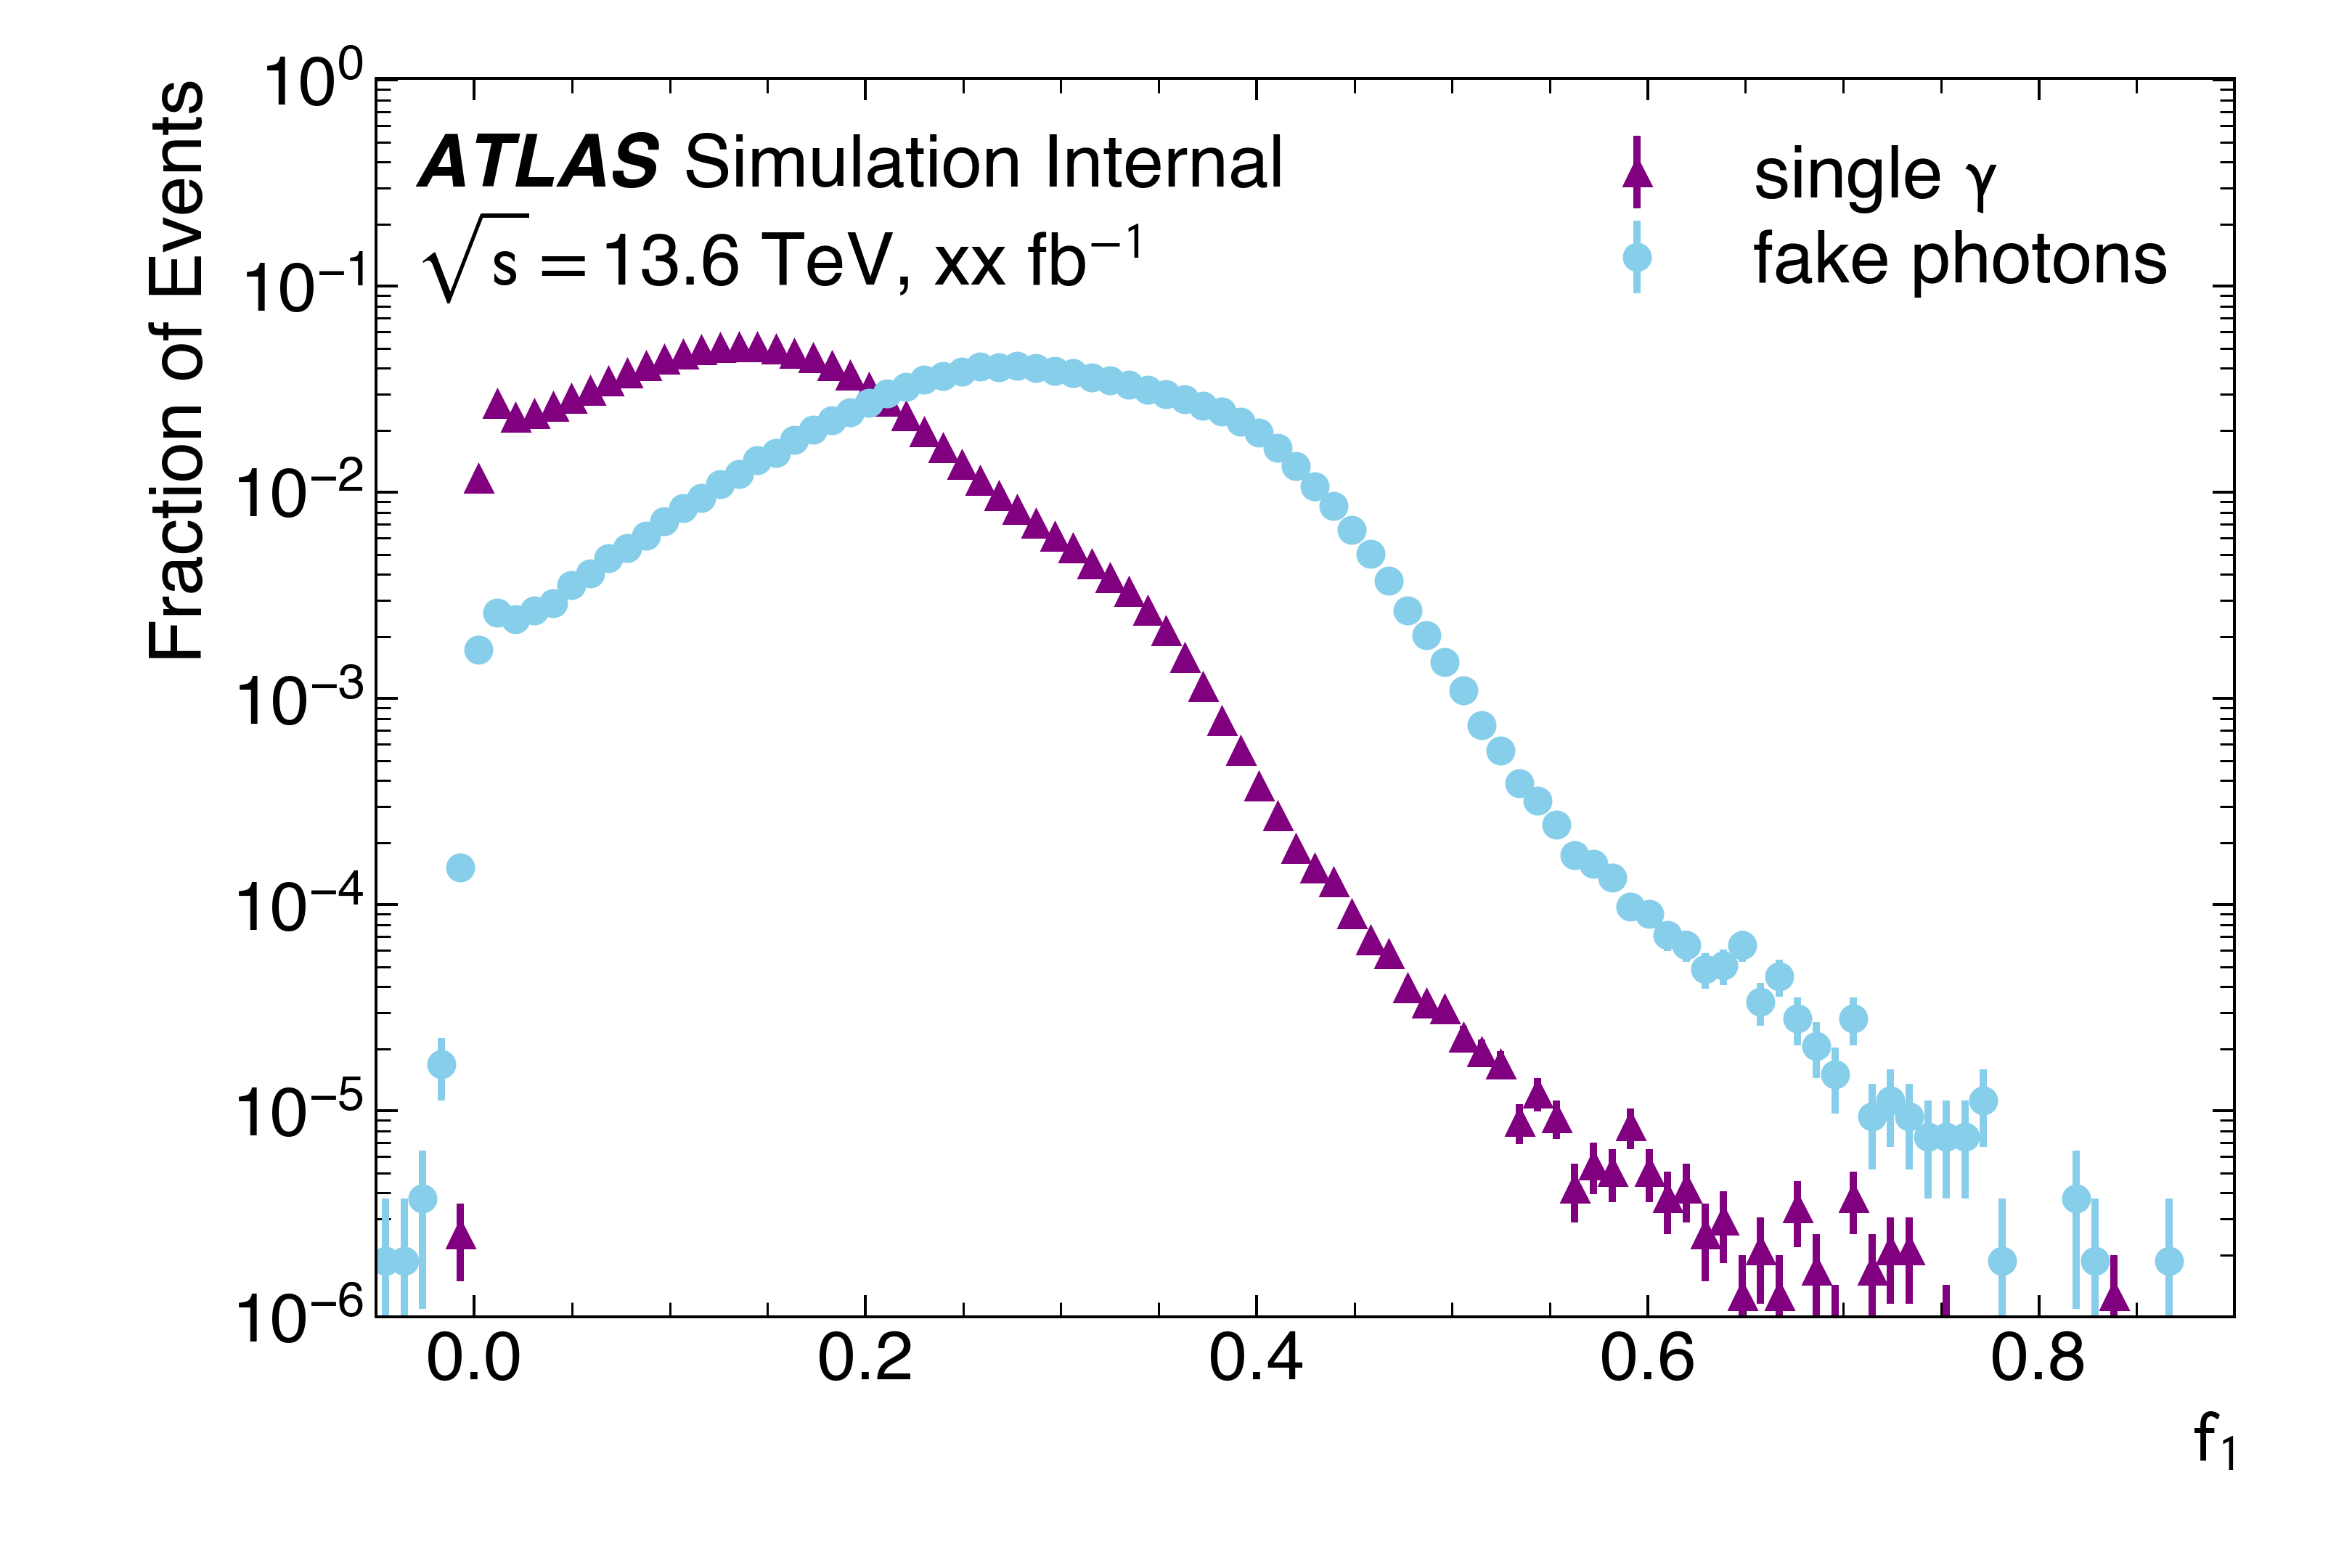 Fraction of Events
10⁰
10⁻¹
10⁻²
10⁻³
10⁻⁴
10⁻⁵
10⁻⁶
ATLAS Simulation Internal
√s = 13.6 TeV, xx fb⁻¹
single γ
fake photons
0.0 0.2 0.4 0.6 0.8
f₁